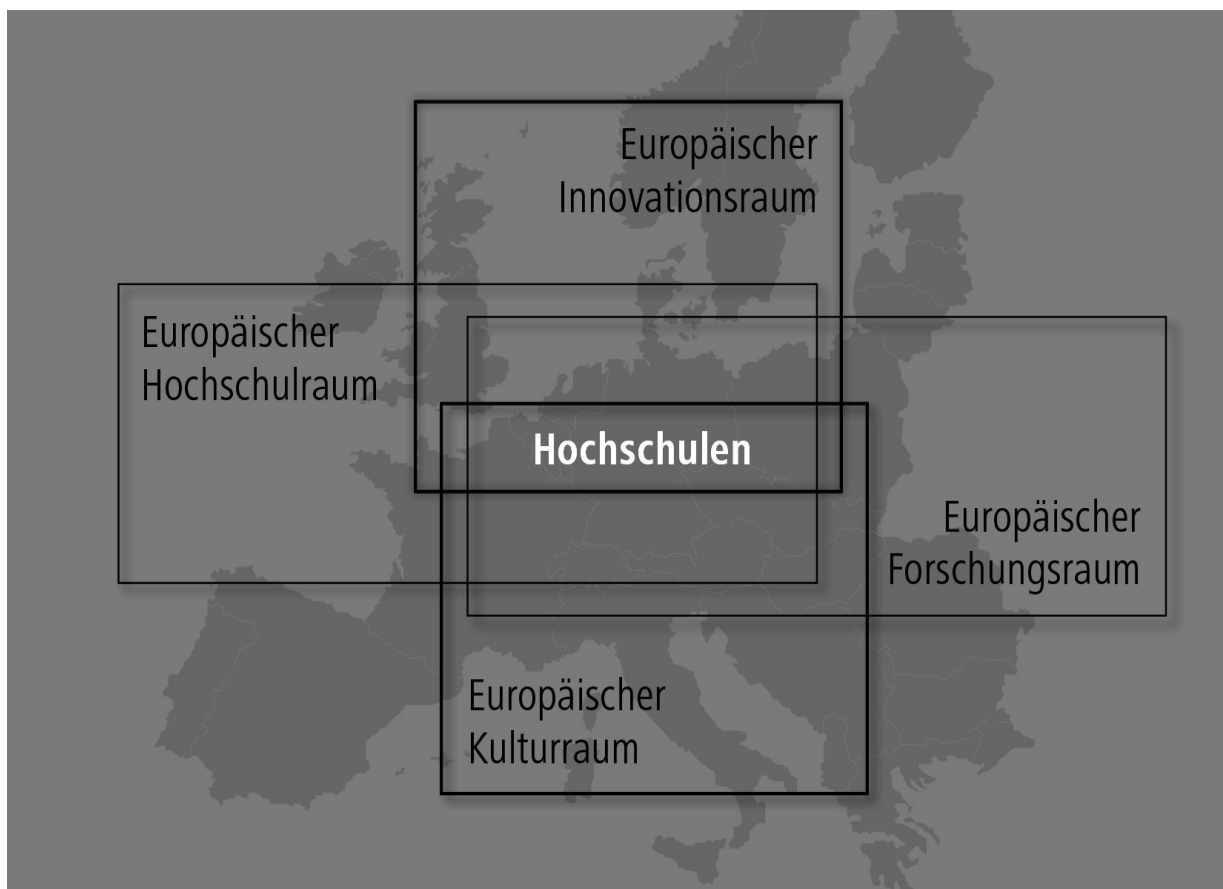 Europäischer
Innovationsraum
Europäischer
Hochschulraum
Hochschulen
Europäischer
Forschungsraum
Europäischer
Kulturraum